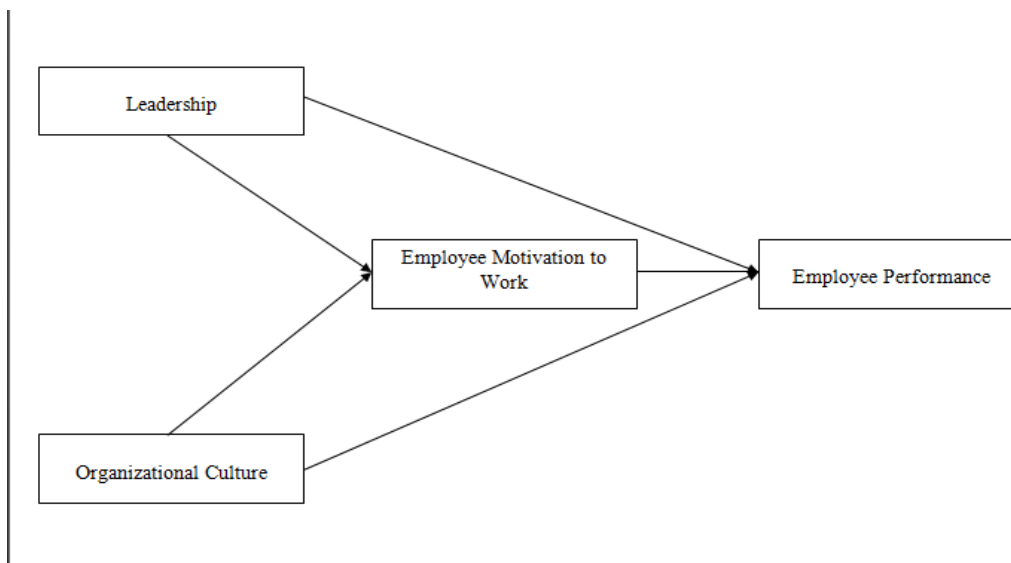 Leadership
Employee Motivation to
Work
Employee Performance
Organizational Culture